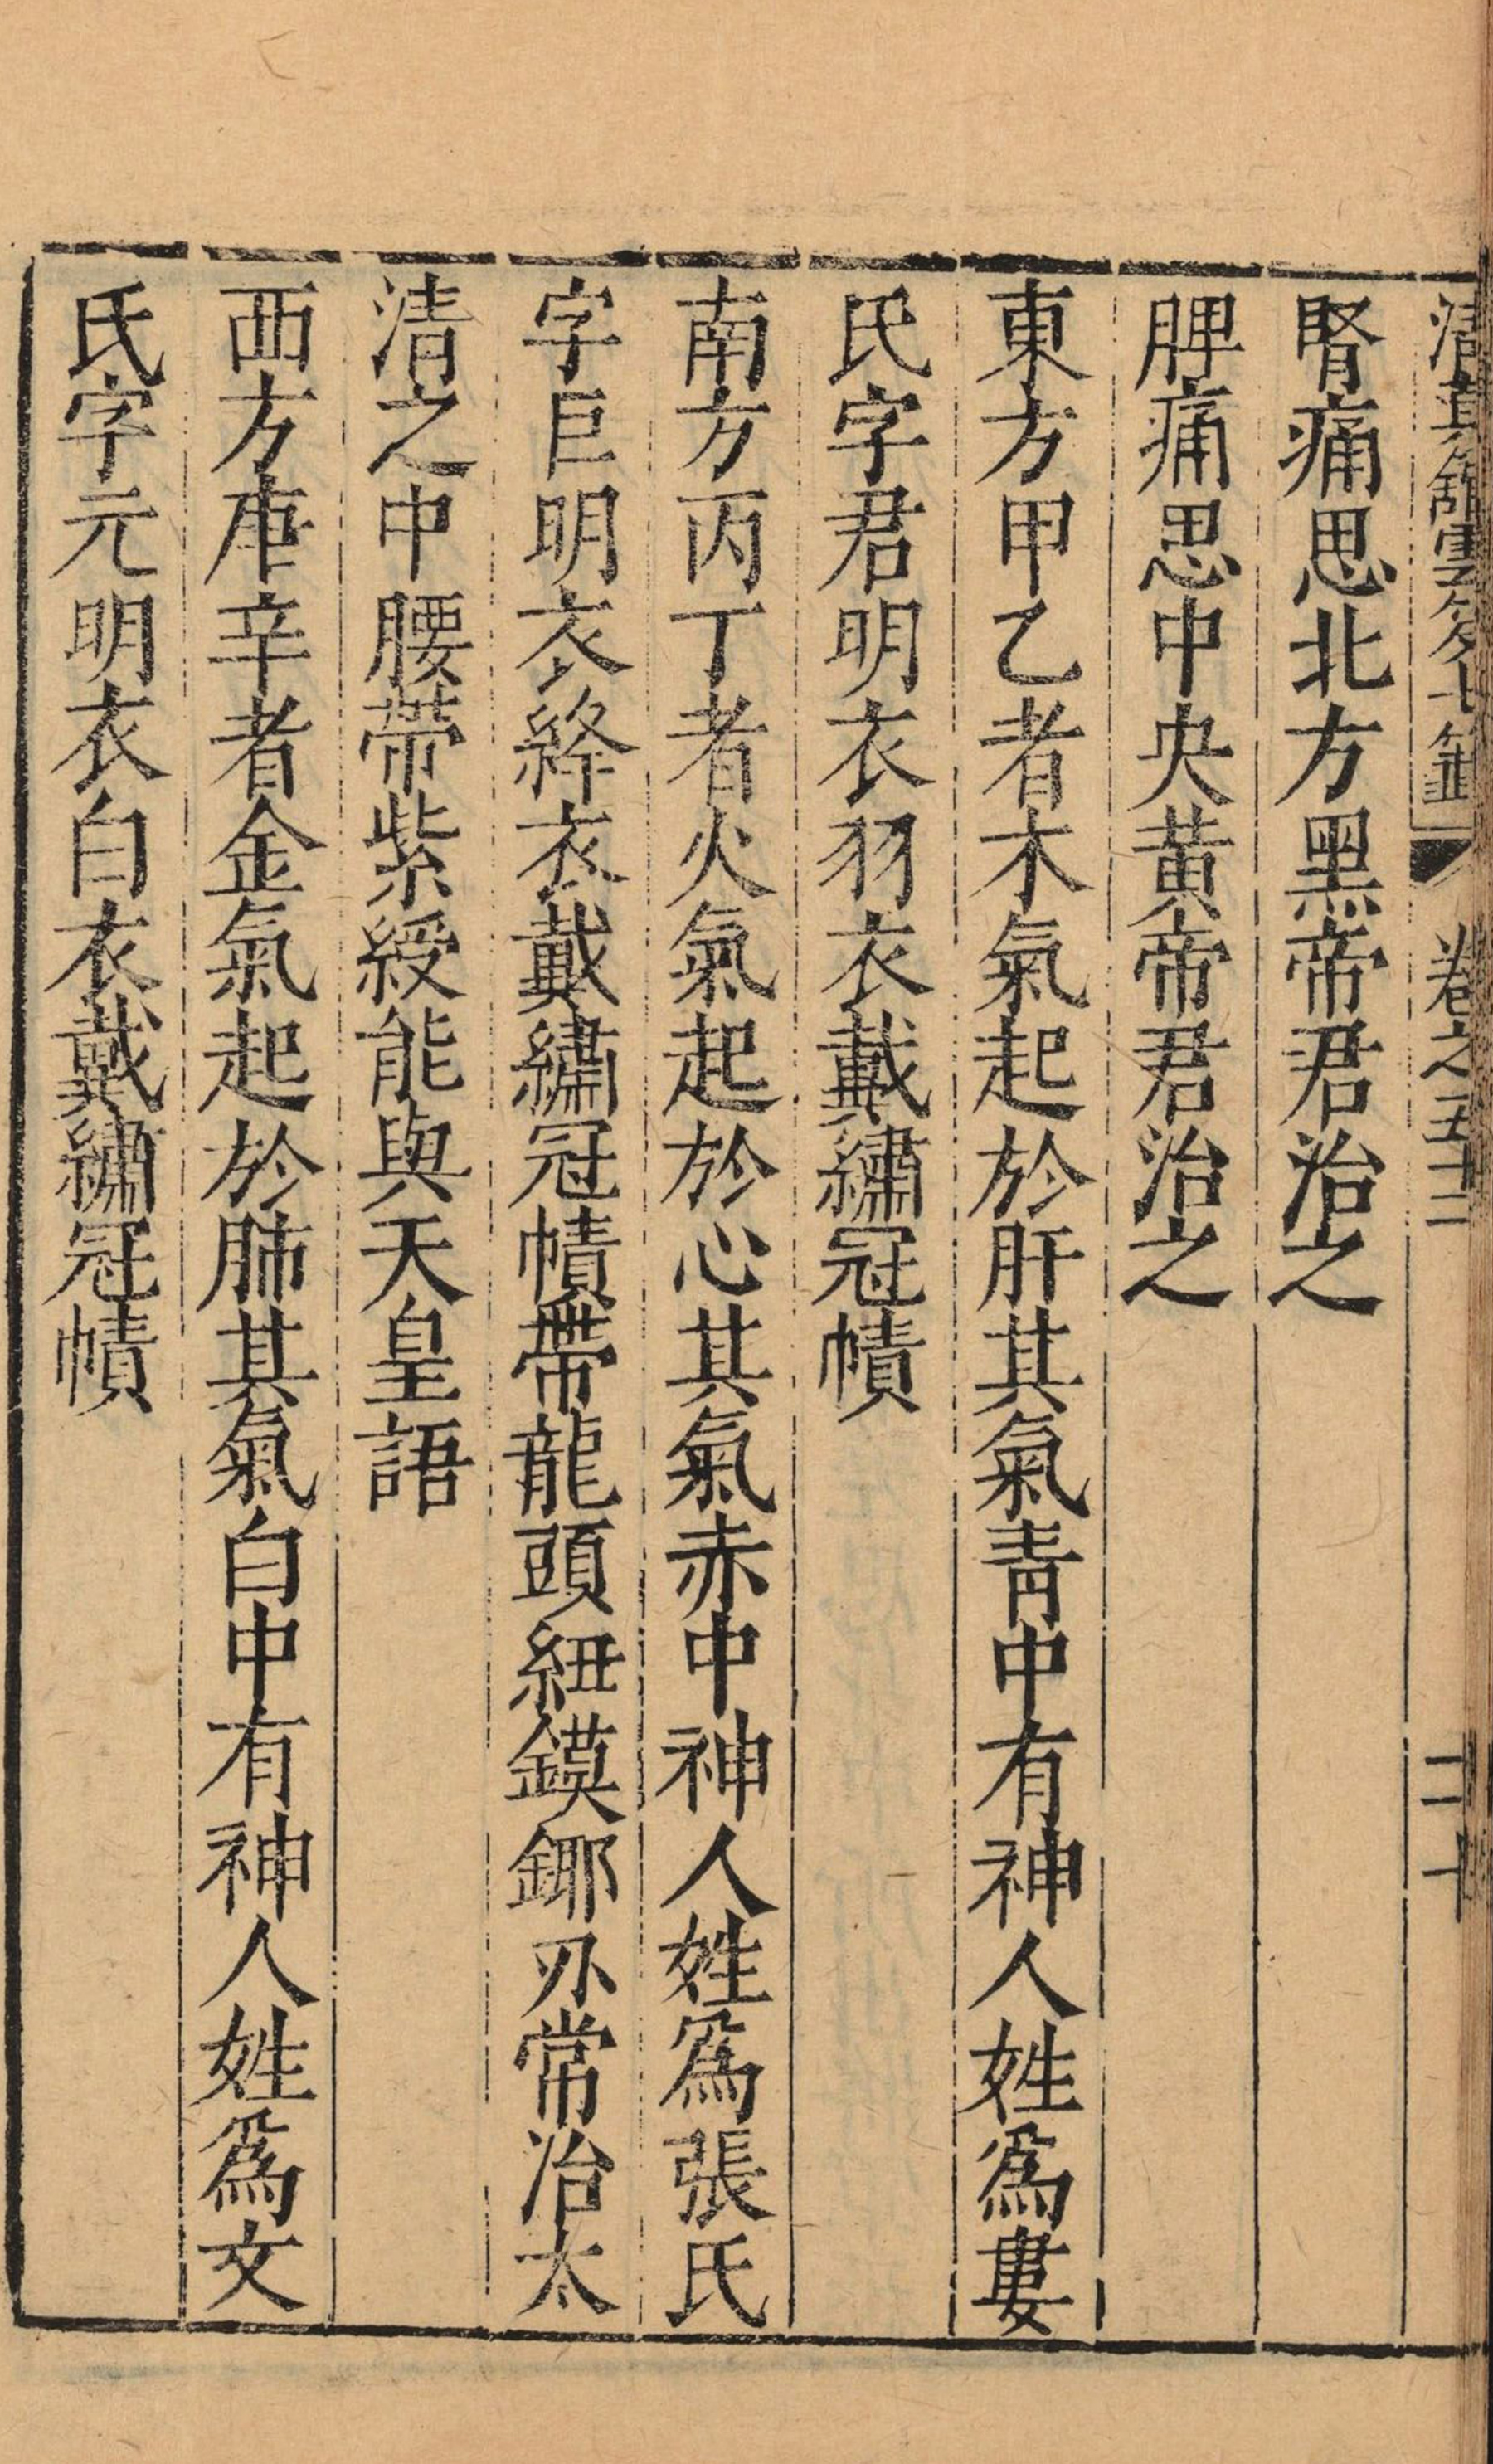 清真館雲笈七籤 卷之五十二 二十
腎痛思北方黑帝君治之
脾痛思中央黃帝君治之
東方甲乙者木氣起於肝其氣青中有神人姓爲婁
氏字君明衣羽衣戴繡冠幘
南方丙丁者火氣起於心其氣赤中神人姓爲張氏
字巨明衣絳衣戴繡冠幘帶龍頭紐鏌鋣刅常治太
清之中腰帶紫綬能與天皇語
西方庚辛者金氣起於肺其氣白中有神人姓爲文
氏字元明衣白衣戴繡冠幘